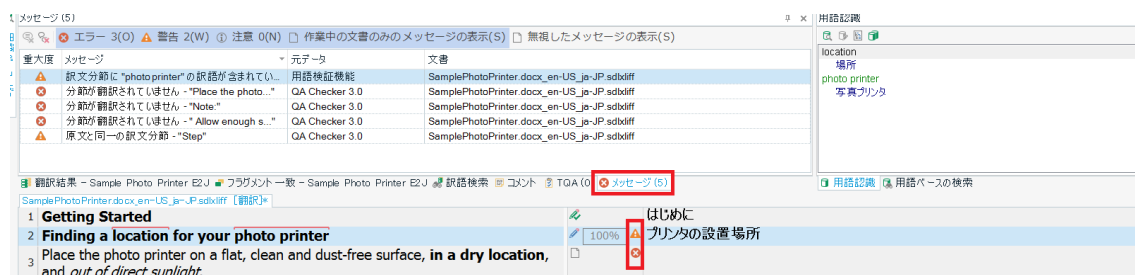 メッセージ (5)
エラー 3(O) 警告 2(W) 注意 0(N) 作業中の文書のみのメッセージの表示(S) 無視したメッセージの表示(S)
重大度 メッセージ 元データ 文書
訳文分節に "photo printer" の訳語が含まれてい... 用語検証機能 SamplePhotoPrinter.docx_en-US_ja-JP.sdlxliff
分節が翻訳されていません - "Place the photo..." QA Checker 3.0 SamplePhotoPrinter.docx_en-US_ja-JP.sdlxliff
分節が翻訳されていません - "Note:" QA Checker 3.0 SamplePhotoPrinter.docx_en-US_ja-JP.sdlxliff
分節が翻訳されていません - " Allow enough s..." QA Checker 3.0 SamplePhotoPrinter.docx_en-US_ja-JP.sdlxliff
原文と同一の訳文分節 - "Step" QA Checker 3.0 SamplePhotoPrinter.docx_en-US_ja-JP.sdlxliff
用語認識
location
場所
photo printer
写真プリンタ
翻訳結果 - Sample Photo Printer E2J フラグメント一致 - Sample Photo Printer E2J 訳語検索 コメント TQA (0 メッセージ (5)
用語認識 用語ベースの検索
SamplePhotoPrinter.docx_en-US_ja-JP.sdlxliff [翻訳]*
1 Getting Started はじめに
2 Finding a location for your photo printer 100% プリンタの設置場所
3 Place the photo printer on a flat, clean and dust-free surface, in a dry location,
and out of direct sunlight.